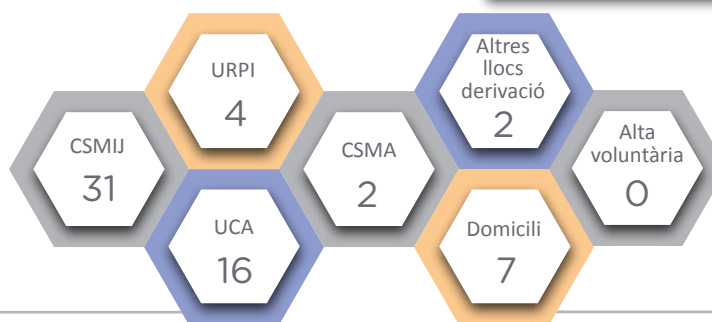 CSMIJ
31
URPI
4
UCA
16
CSMA
2
Altres
llocs
derivació
2
Domicili
7
Alta
voluntària
0